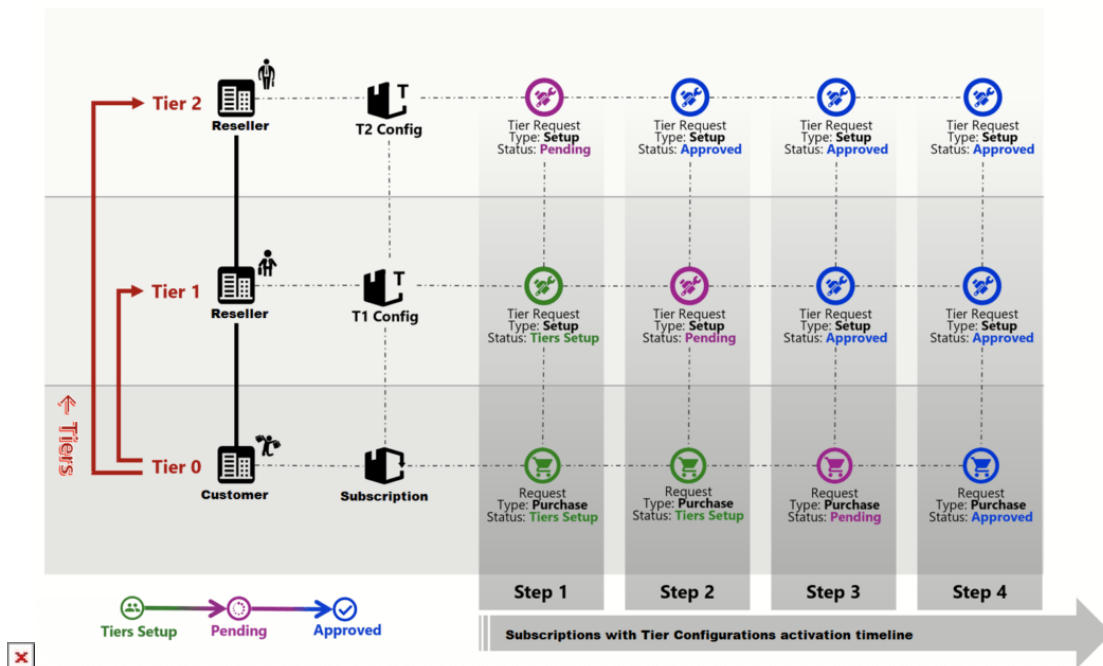 Tier 2
Reseller
T
T2 Config
Tier Request
Type: Setup
Status: Pending
Tier Request
Type: Setup
Status: Approved
Tier Request
Type: Setup
Status: Approved
Tier Request
Type: Setup
Status: Approved
Tier 1
Reseller
T
T1 Config
Tier Request
Type: Setup
Status: Tiers Setup
Tier Request
Type: Setup
Status: Pending
Tier Request
Type: Setup
Status: Approved
Tier Request
Type: Setup
Status: Approved
Tiers
Tier 0
Customer
Subscription
Request
Type: Purchase
Status: Tiers Setup
Request
Type: Purchase
Status: Tiers Setup
Request
Type: Purchase
Status: Pending
Request
Type: Purchase
Status: Approved
Step 1
Step 2
Step 3
Step 4
Tiers Setup
Pending
Approved
Subscriptions with Tier Configurations activation timeline